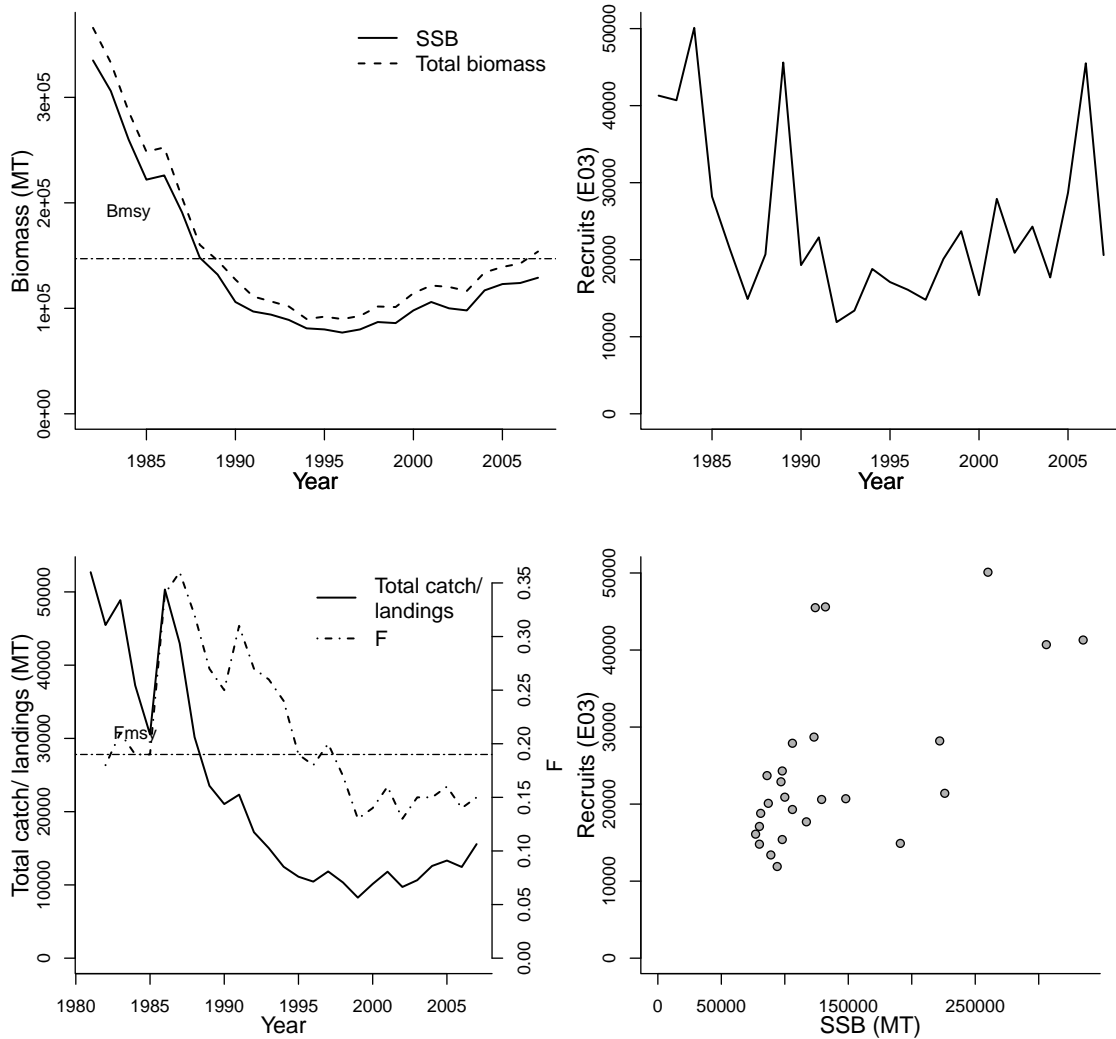 SSB
Total biomass
Bmsy
Biomass (MT)
0e+00
1e+05
2e+05
3e+05
1985
1990
1995
2000
2005
Year
Recruits (E03)
0
10000
20000
30000
40000
50000
1985
1990
1995
2000
2005
Year
Total catch/
landings
F
Fmsy
Total catch/ landings (MT)
0
10000
20000
30000
40000
50000
F
0.00
0.05
0.10
0.15
0.20
0.25
0.30
0.35
1980
1985
1990
1995
2000
2005
Year
Recruits (E03)
0
10000
20000
30000
40000
50000
0
50000
150000
250000
SSB (MT)